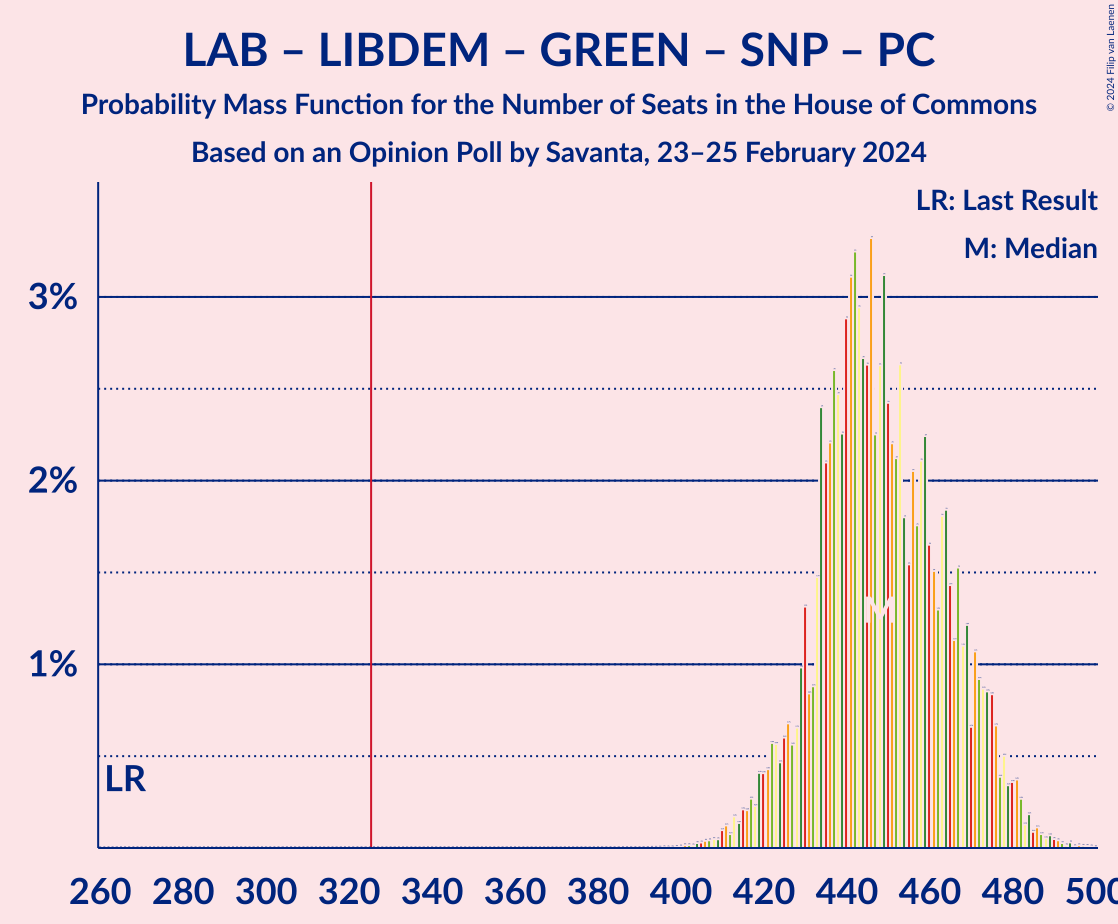 LAB – LIBDEM – GREEN – SNP – PC
Probability Mass Function for the Number of Seats in the House of Commons
Based on an Opinion Poll by Savanta, 23–25 February 2024
© 2024 Filip van Laenen
LR: Last Result
M: Median
3%
2%
1%
LR
M
260 280 300 320 340 360 380 400 420 440 460 480 500